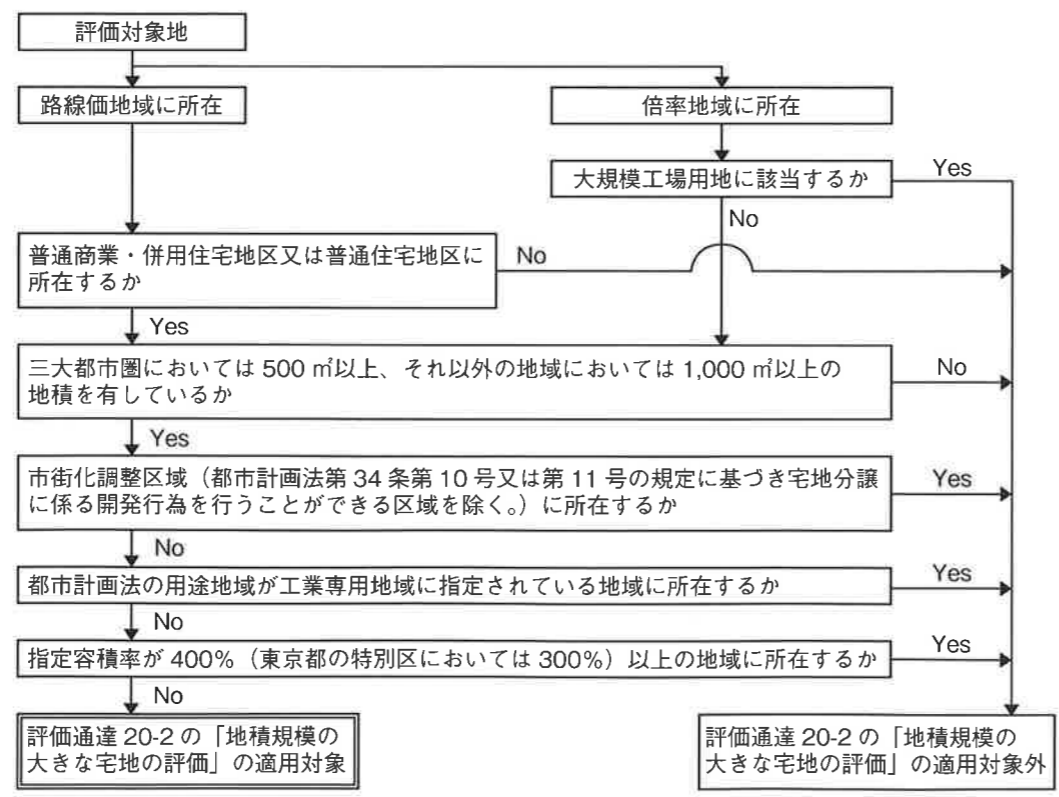 評価対象地
路線価地域に所在
倍率地域に所在
大規模工場用地に該当するか
Yes
No
普通商業・併用住宅地区又は普通住宅地区に
所在するか
No
Yes
三大都市圏においては 500 ㎡以上、それ以外の地域においては 1,000 ㎡以上の
地積を有しているか
No
Yes
市街化調整区域（都市計画法第 34 条第 10 号又は第 11 号の規定に基づき宅地分譲
に係る開発行為を行うことができる区域を除く。）に所在するか
Yes
No
都市計画法の用途地域が工業専用地域に指定されている地域に所在するか
Yes
No
指定容積率が 400％（東京都の特別区においては 300％）以上の地域に所在するか
Yes
No
評価通達 20-2 の「地積規模の
大きな宅地の評価」の適用対象
評価通達 20-2 の「地積規模の
大きな宅地の評価」の適用対象外